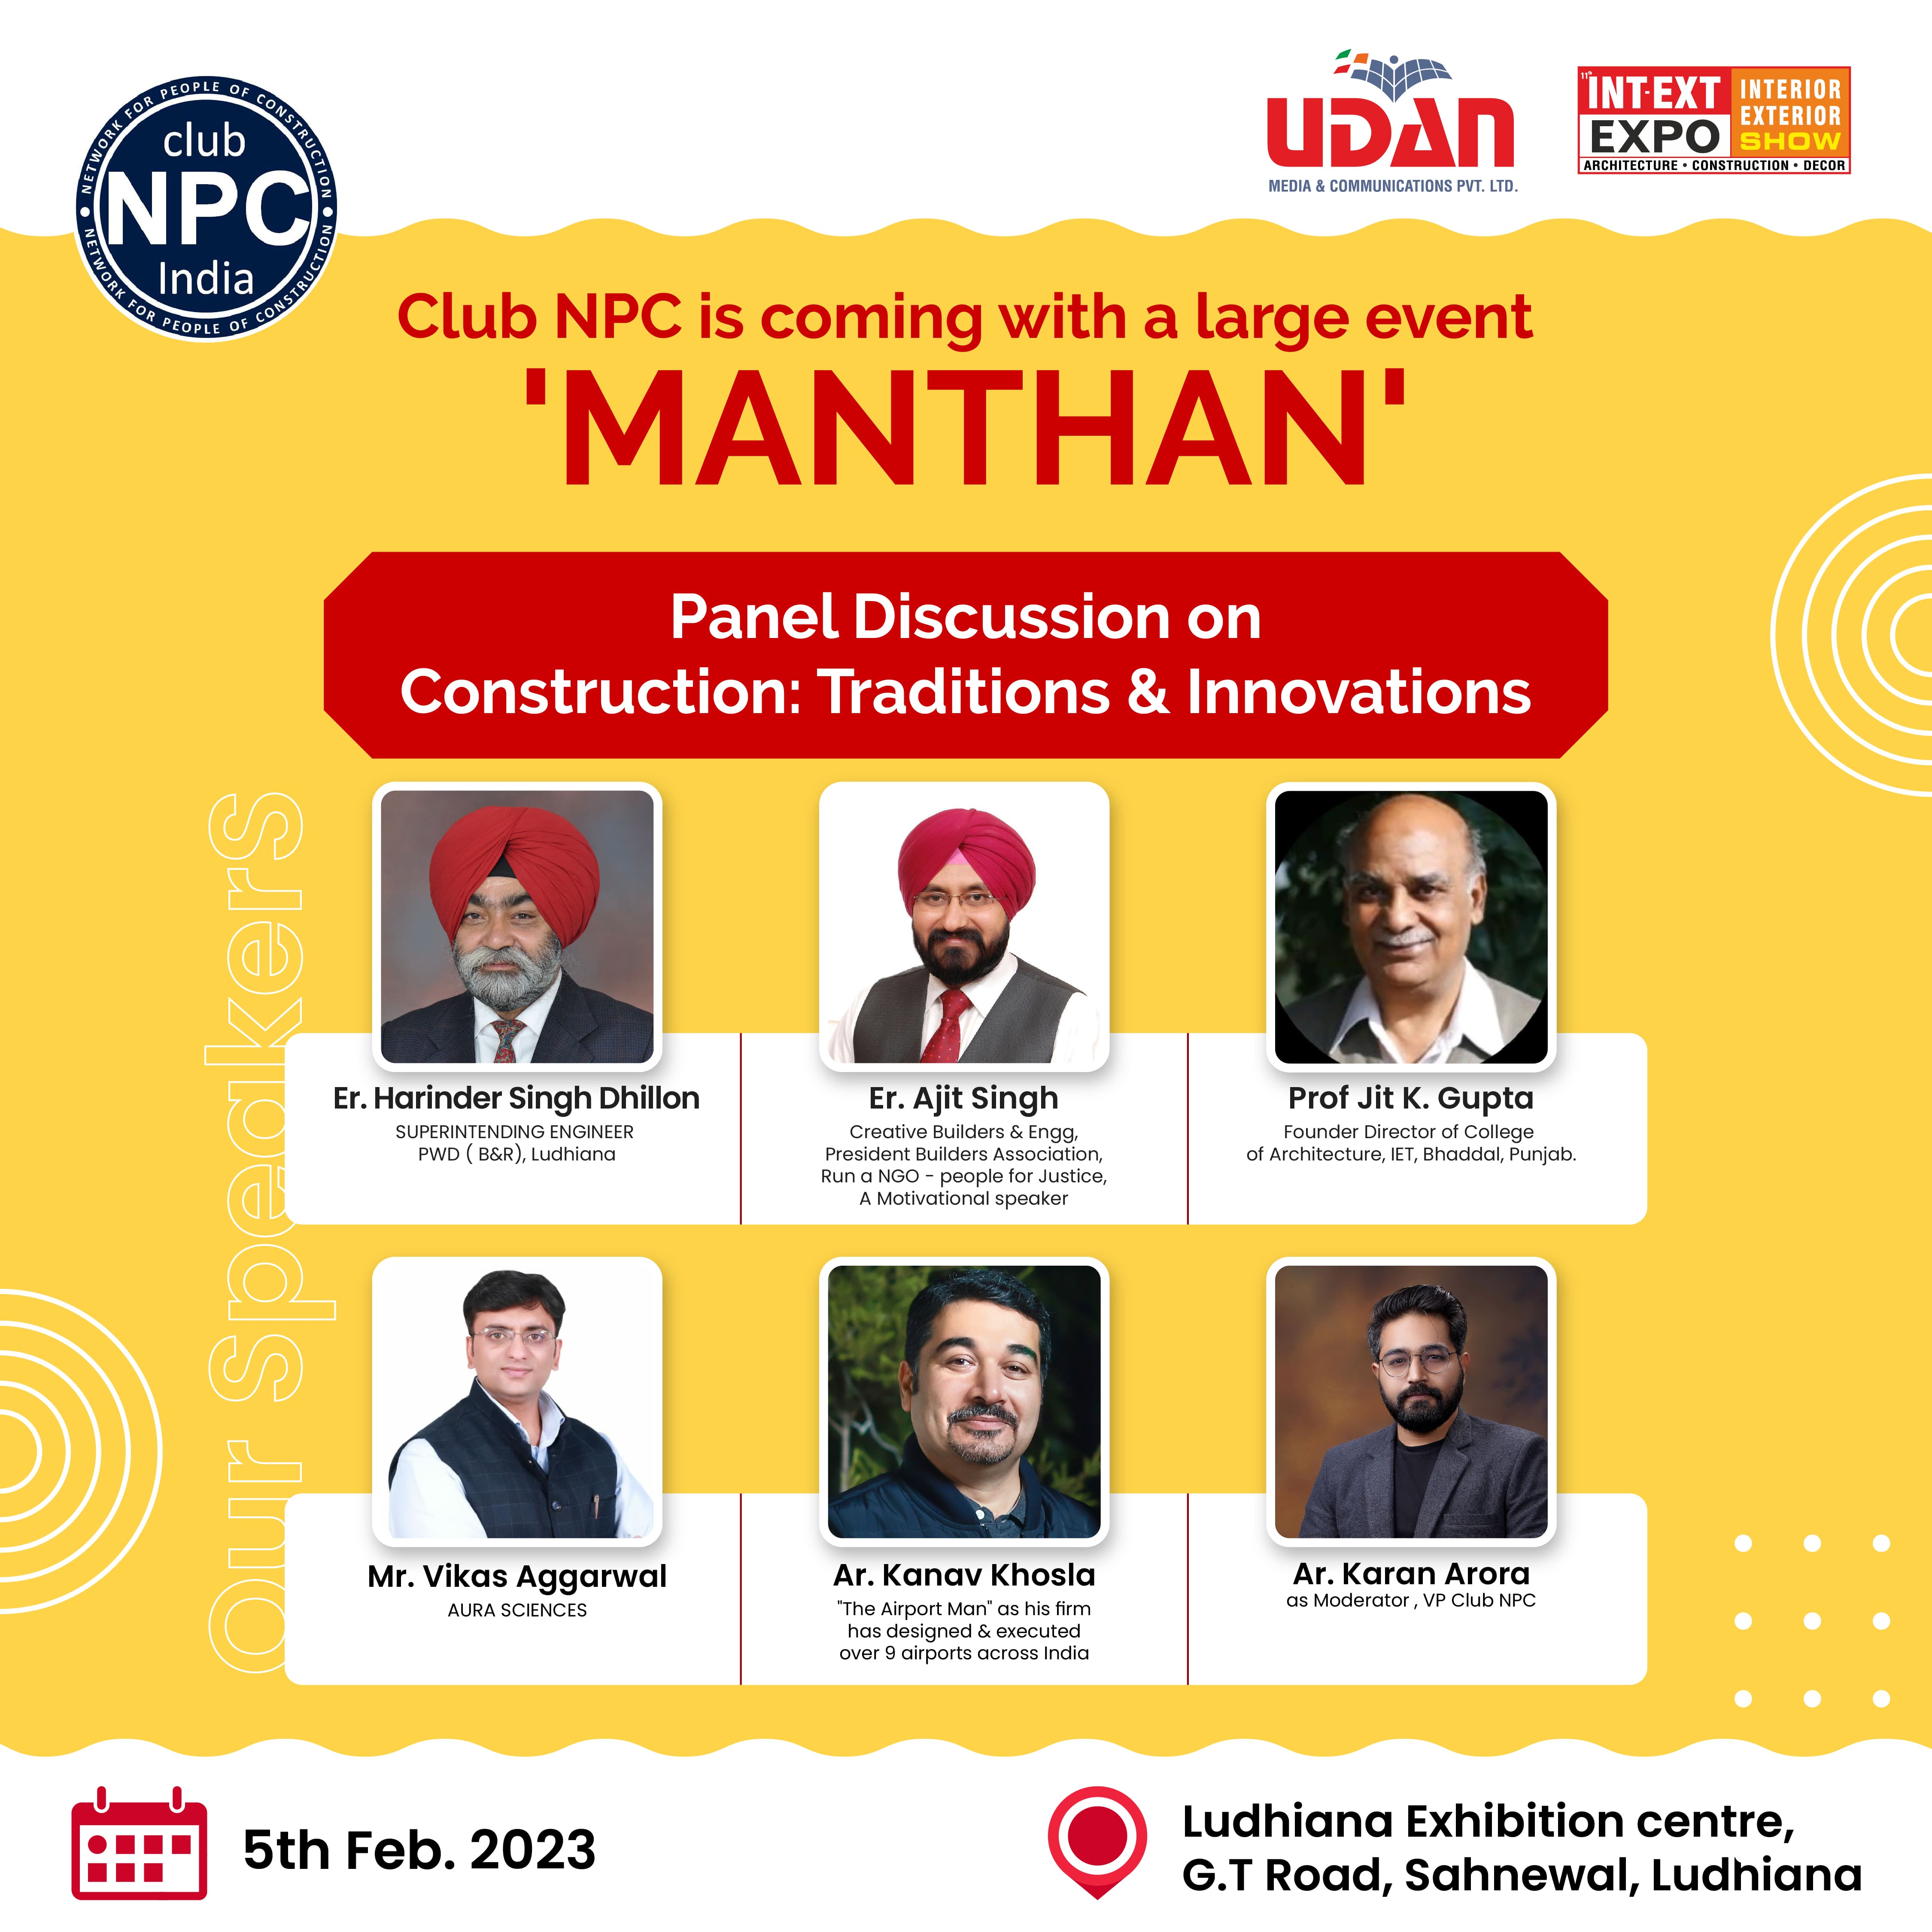 NETWORK FOR PEOPLE OF CONSTRUCTION
club
NPC
India
NETWORK FOR PEOPLE OF CONSTRUCTION
UDAN
MEDIA & COMMUNICATIONS PVT. LTD.
11th
INT-EXT
EXPO
INTERIOR
EXTERIOR
SHOW
ARCHITECTURE • CONSTRUCTION • DECOR
Club NPC is coming with a large event
'MANTHAN'
Panel Discussion on
Construction: Traditions & Innovations
Our Speakers
Er. Harinder Singh Dhillon
SUPERINTENDING ENGINEER
PWD ( B&R), Ludhiana
Er. Ajit Singh
Creative Builders & Engg,
President Builders Association,
Run a NGO - people for Justice,
A Motivational speaker
Prof Jit K. Gupta
Founder Director of College
of Architecture, IET, Bhaddal, Punjab.
Mr. Vikas Aggarwal
AURA SCIENCES
Ar. Kanav Khosla
"The Airport Man" as his firm
has designed & executed
over 9 airports across India
Ar. Karan Arora
as Moderator , VP Club NPC
5th Feb. 2023
Ludhiana Exhibition centre,
G.T Road, Sahnewal, Ludhiana